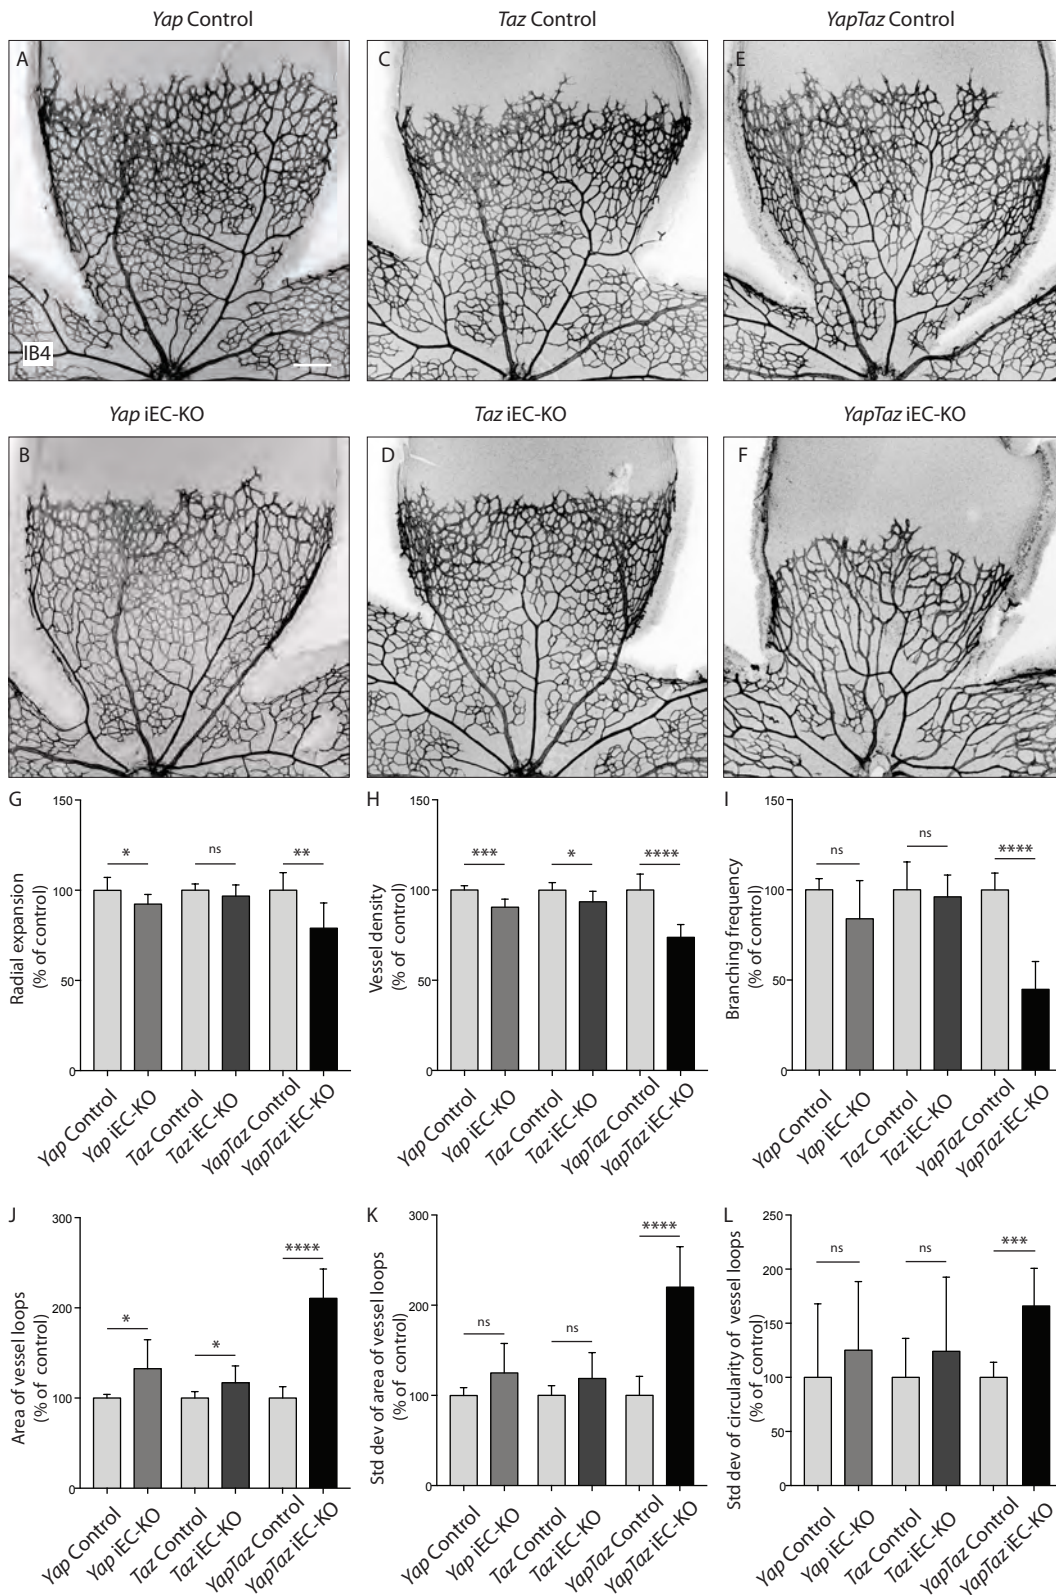 Yap Control
Taz Control
YapTaz Control
A
C
E
IB4
Yap iEC-KO
Taz iEC-KO
YapTaz iEC-KO
B
D
F
G
Radial expansion
(% of control)
150
100
50
0
*
ns
**
Yap Control
Yap iEC-KO
Taz Control
Taz iEC-KO
YapTaz Control
YapTaz iEC-KO
H
Vessel density
(% of control)
150
100
50
0
***
*
****
Yap Control
Yap iEC-KO
Taz Control
Taz iEC-KO
YapTaz Control
YapTaz iEC-KO
I
Branching frequency
(% of control)
150
100
50
0
ns
ns
****
Yap Control
Yap iEC-KO
Taz Control
Taz iEC-KO
YapTaz Control
YapTaz iEC-KO
J
Area of vessel loops
(% of control)
300
200
100
0
*
*
****
Yap Control
Yap iEC-KO
Taz Control
Taz iEC-KO
YapTaz Control
YapTaz iEC-KO
K
Std dev of area of vessel loops
(% of control)
300
200
100
0
ns
ns
****
Yap Control
Yap iEC-KO
Taz Control
Taz iEC-KO
YapTaz Control
YapTaz iEC-KO
L
Std dev of circularity of vessel loops
(% of control)
250
200
150
100
50
0
ns
ns
***
Yap Control
Yap iEC-KO
Taz Control
Taz iEC-KO
YapTaz Control
YapTaz iEC-KO